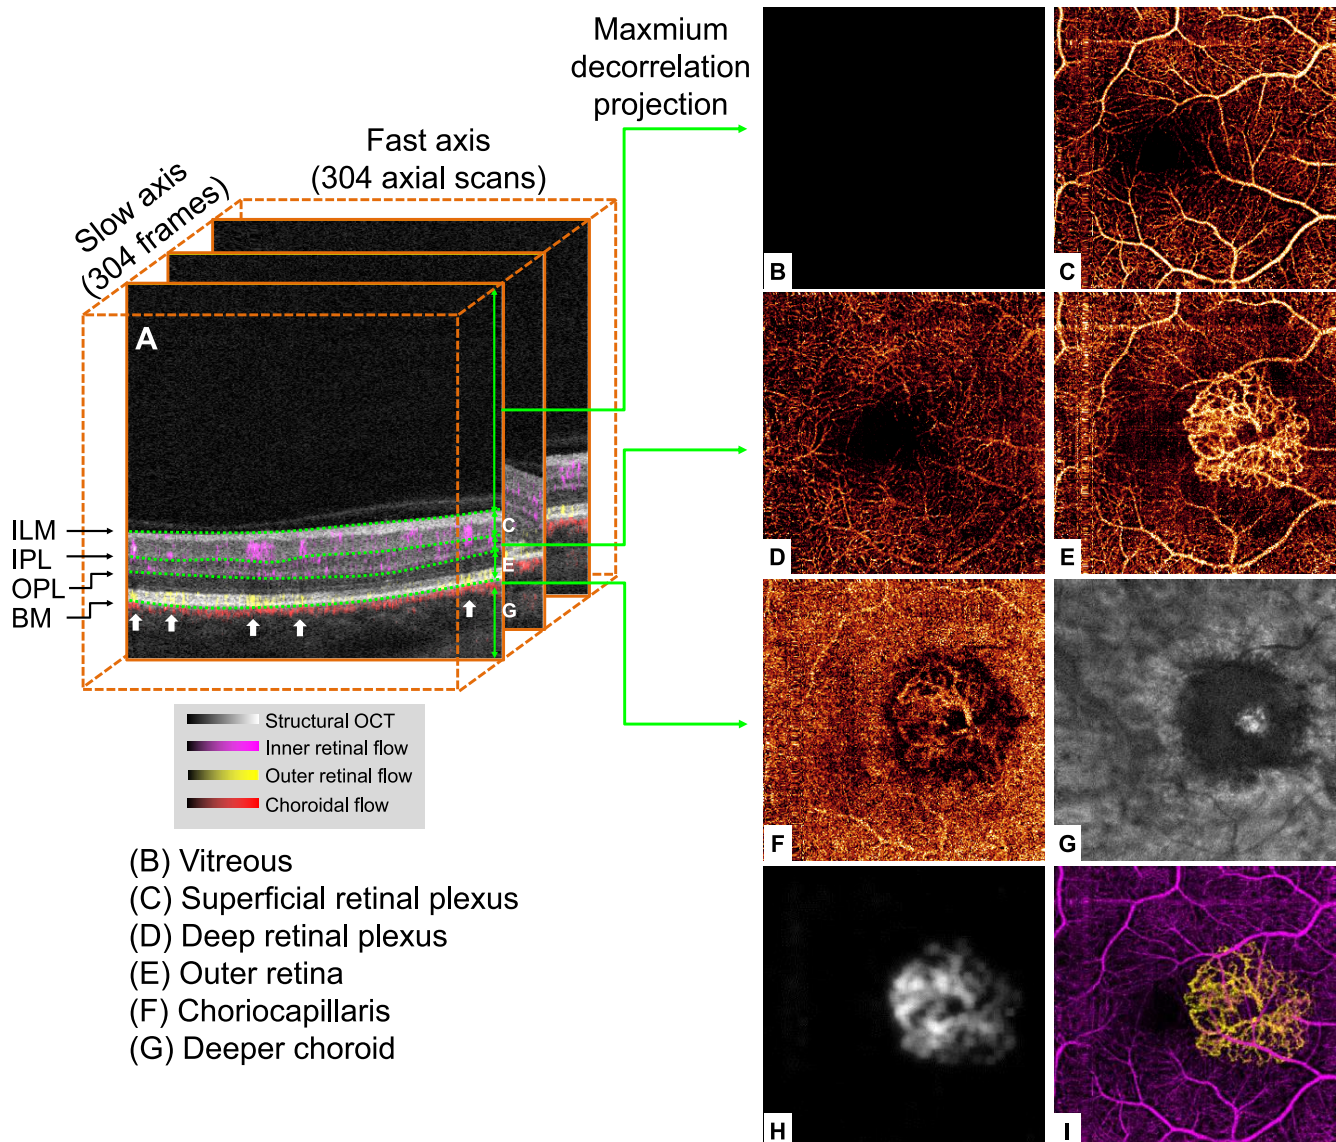 Maxmium
decorrelation
projection
Fast axis
(304 axial scans)
Slow axis
(304 frames)
A
ILM
IPL
OPL
BM
C
E
G
Structural OCT
Inner retinal flow
Outer retinal flow
Choroidal flow
(B) Vitreous
(C) Superficial retinal plexus
(D) Deep retinal plexus
(E) Outer retina
(F) Choriocapillaris
(G) Deeper choroid
B
C
D
E
F
G
H
I